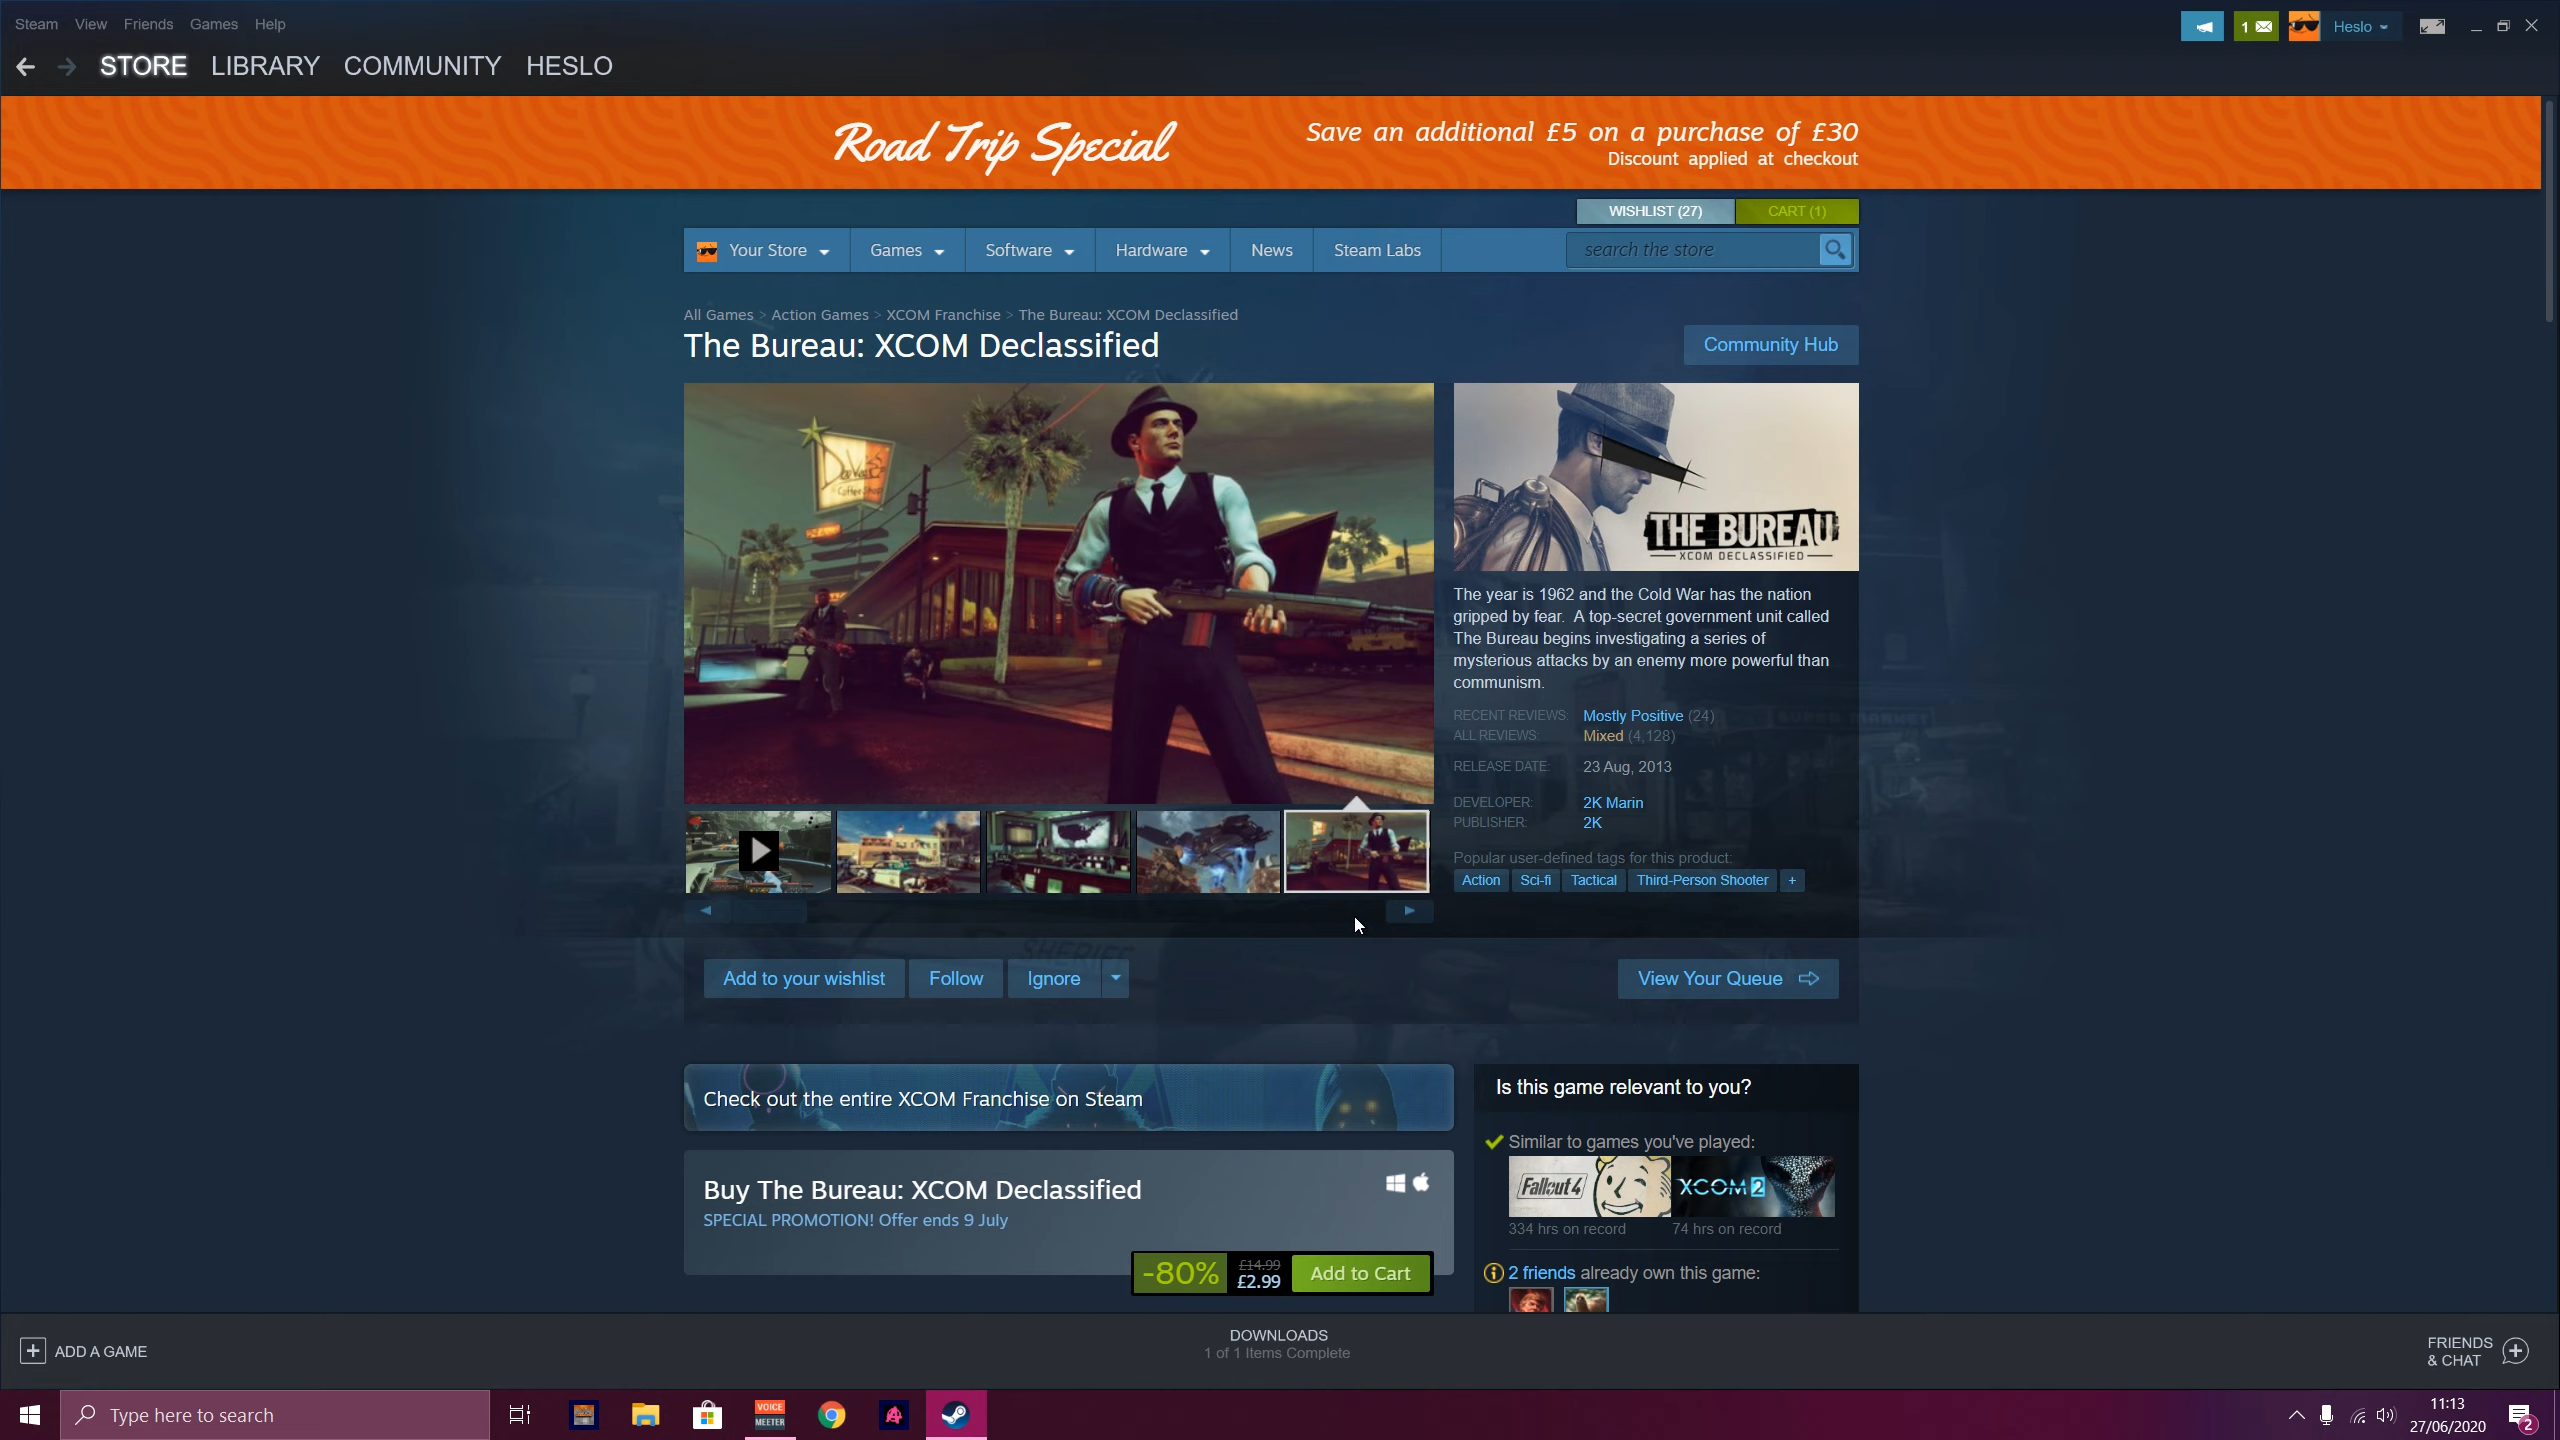 Steam View Friends Games Help
1
Heslo
STORE LIBRARY COMMUNITY HESLO
Road Trip Special
Save an additional £5 on a purchase of £30
Discount applied at checkout
WISHLIST (27)
CART (1)
Your Store
Games
Software
Hardware
News
Steam Labs
search the store
All Games > Action Games > XCOM Franchise > The Bureau: XCOM Declassified
The Bureau: XCOM Declassified
Community Hub
THE BUREAU
XCOM DECLASSIFIED
The year is 1962 and the Cold War has the nation
gripped by fear. A top-secret government unit called
The Bureau begins investigating a series of
mysterious attacks by an enemy more powerful than
communism.
RECENT REVIEWS: Mostly Positive (24)
ALL REVIEWS: Mixed (4,128)
RELEASE DATE: 23 Aug, 2013
DEVELOPER: 2K Marin
PUBLISHER: 2K
Popular user-defined tags for this product:
Action Sci-fi Tactical Third-Person Shooter +
SHERIFF
Add to your wishlist
Follow
Ignore
View Your Queue
Check out the entire XCOM Franchise on Steam
Buy The Bureau: XCOM Declassified
SPECIAL PROMOTION! Offer ends 9 July
-80%
£14.99
£2.99
Add to Cart
Is this game relevant to you?
Similar to games you've played:
Fallout 4
XCOM 2
334 hrs on record
74 hrs on record
2 friends already own this game:
ADD A GAME
DOWNLOADS
1 of 1 Items Complete
FRIENDS
& CHAT
Type here to search
VOICE
MEETER
11:13
27/06/2020
2